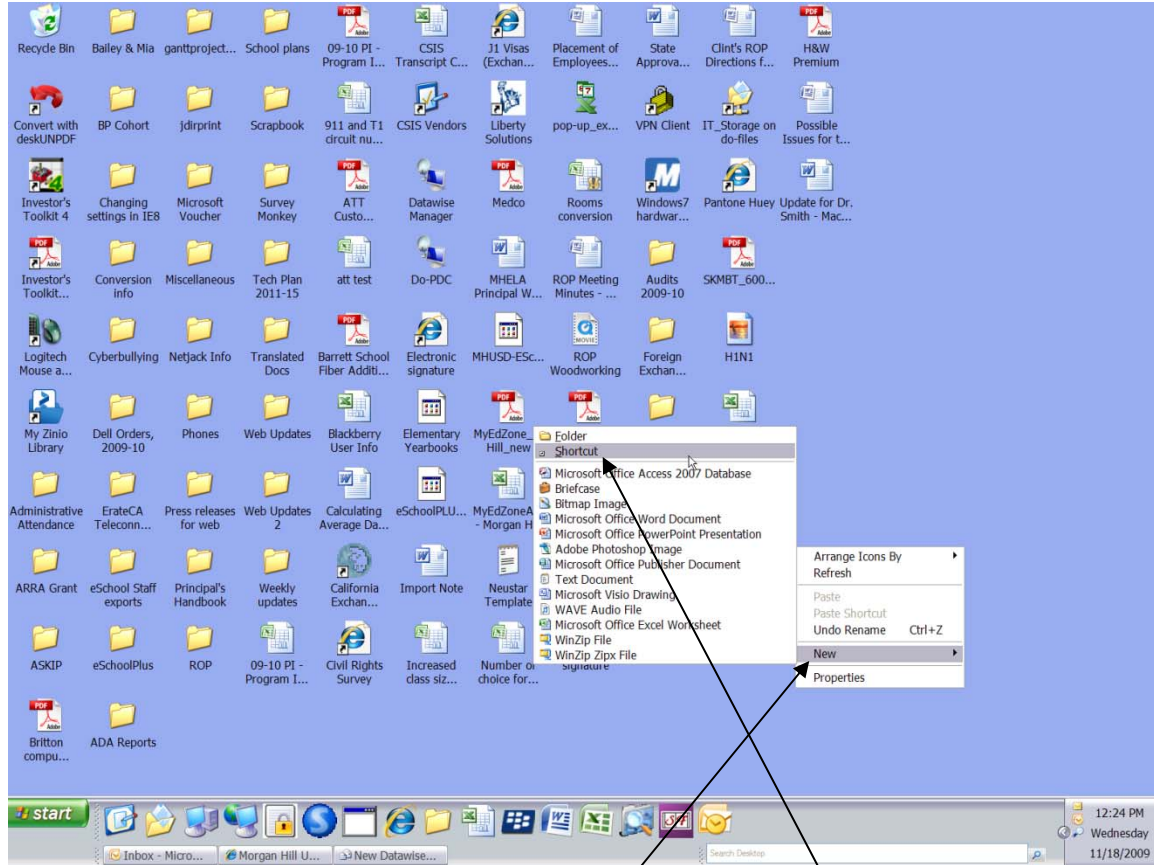 Recycle Bin
Bailey & Mia
ganttproject...
School plans
09-10 PI -
Program I...
CSIS
Transcript C...
J1 Visas
(Exchan...
Placement of
Employees...
State
Approva...
Clint's ROP
Directions f...
H&W
Premium
Convert with
deskUNPDF
BP Cohort
jdirprint
Scrapbook
911 and T1
circuit nu...
CSIS Vendors
Liberty
Solutions
pop-up_ex...
VPN Client
IT_Storage on
do-files
Possible
Issues for t...
Investor's
Toolkit 4
Changing
settings in IE8
Microsoft
Voucher
Survey
Monkey
ATT
Custo...
Datawise
Manager
Medco
Rooms
conversion
Windows7
hardwar...
Pantone Huey
Update for Dr.
Smith - Mac...
Investor's
Toolkit...
Conversion
info
Miscellaneous
Tech Plan
2011-15
att test
Do-PDC
MHELA
Principal W...
ROP Meeting
Minutes - ...
Audits
2009-10
SKMBT_600...
Logitech
Mouse a...
Cyberbullying
Netjack Info
Translated
Docs
Barrett School
Fiber Additi...
Electronic
signature
MHUSD-ESc...
ROP
Woodworking
Foreign
Exchan...
H1N1
My Zinio
Library
Dell Orders,
2009-10
Phones
Web Updates
Blackberry
User Info
Elementary
Yearbooks
MyEdZone_
Hill_new
Administrative
Attendance
ErateCA
Teleconn...
Press releases
for web
Web Updates
2
Calculating
Average Da...
eSchoolPLU...
MyEdZoneA
- Morgan H
ARRA Grant
eSchool Staff
exports
Principal's
Handbook
Weekly
updates
California
Exchan...
Import Note
Neustar
Template
ASKIP
eSchoolPlus
ROP
09-10 PI -
Program I...
Civil Rights
Survey
Increased
class siz...
Number of
choice for...
signature
Britton
compu...
ADA Reports
Folder
Shortcut
Microsoft Office Access 2007 Database
Briefcase
Bitmap Image
Microsoft Office Word Document
Microsoft Office PowerPoint Presentation
Adobe Photoshop Image
Microsoft Office Publisher Document
Text Document
Microsoft Visio Drawing
WAVE Audio File
Microsoft Office Excel Worksheet
WinZip File
WinZip Zipx File
Arrange Icons By
Refresh
Paste
Paste Shortcut
Undo Rename Ctrl+Z
New
Properties
start
12:24 PM
Wednesday
11/18/2009
Inbox - Micro...
Morgan Hill U...
New Datawise...
Search Desktop